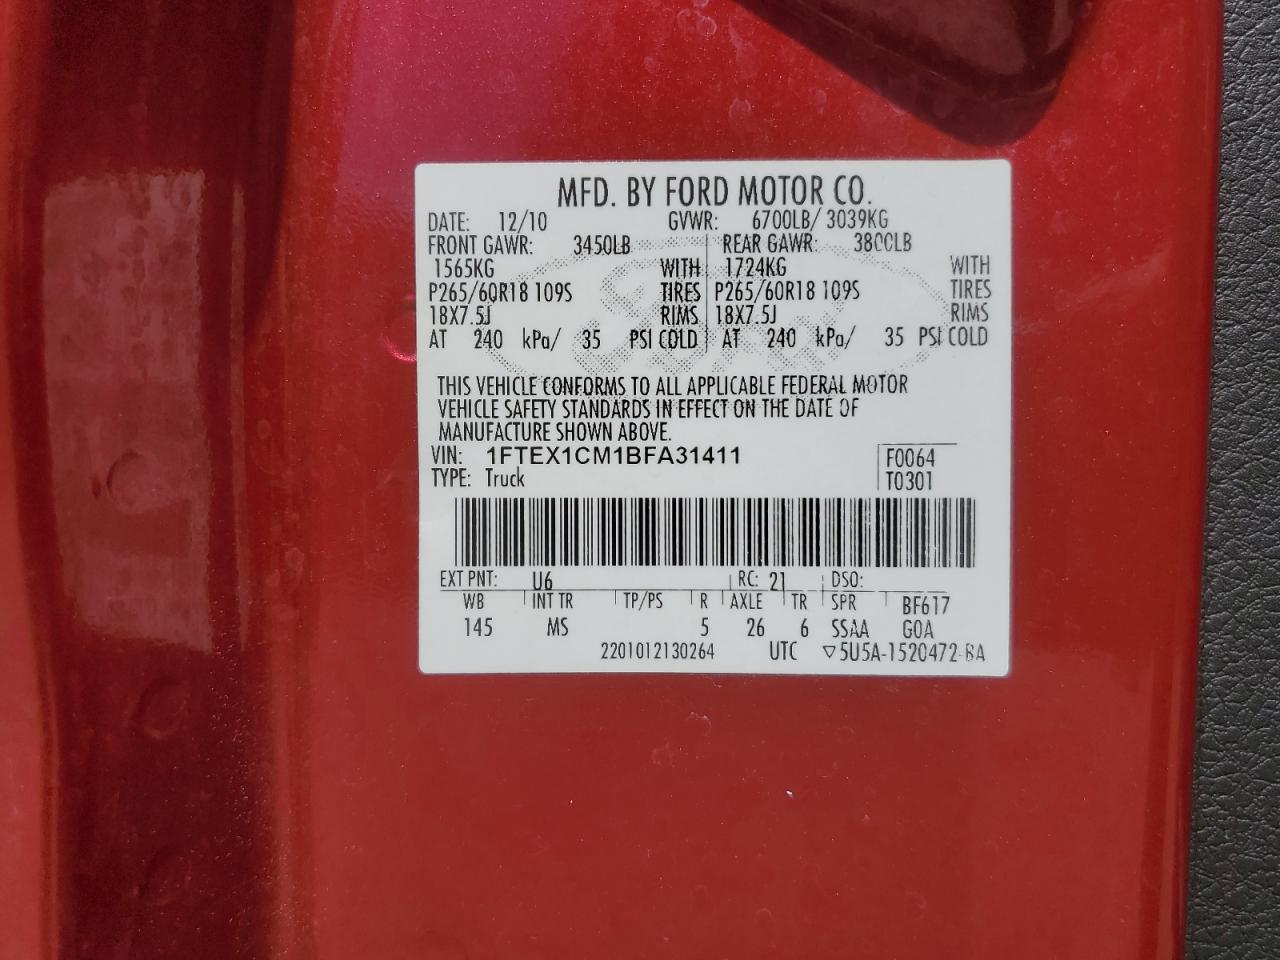 MFD. BY FORD MOTOR CO.
DATE: 12/10 GVWR: 6700LB/ 3039KG
FRONT GAWR: 3450LB REAR GAWR: 3800LB
1565KG WITH 1724KG WITH
P265/60R18 109S TIRES P265/60R18 109S TIRES
18X7.5J RIMS 18X7.5J RIMS
AT 240 kPa/ 35 PSI COLD AT 240 kPa/ 35 PSI COLD
THIS VEHICLE CONFORMS TO ALL APPLICABLE FEDERAL MOTOR
VEHICLE SAFETY STANDARDS IN EFFECT ON THE DATE OF
MANUFACTURE SHOWN ABOVE.
VIN: 1FTEX1CM1BFA31411 F0064
TYPE: Truck T0301
EXT PNT: U6 RC: 21 DSO:
WB INT TR TP/PS R AXLE TR SPR BF617
145 MS 5 26 6 SSAA GOA
2201012130264 UTC ▽5U5A-1520472-BA